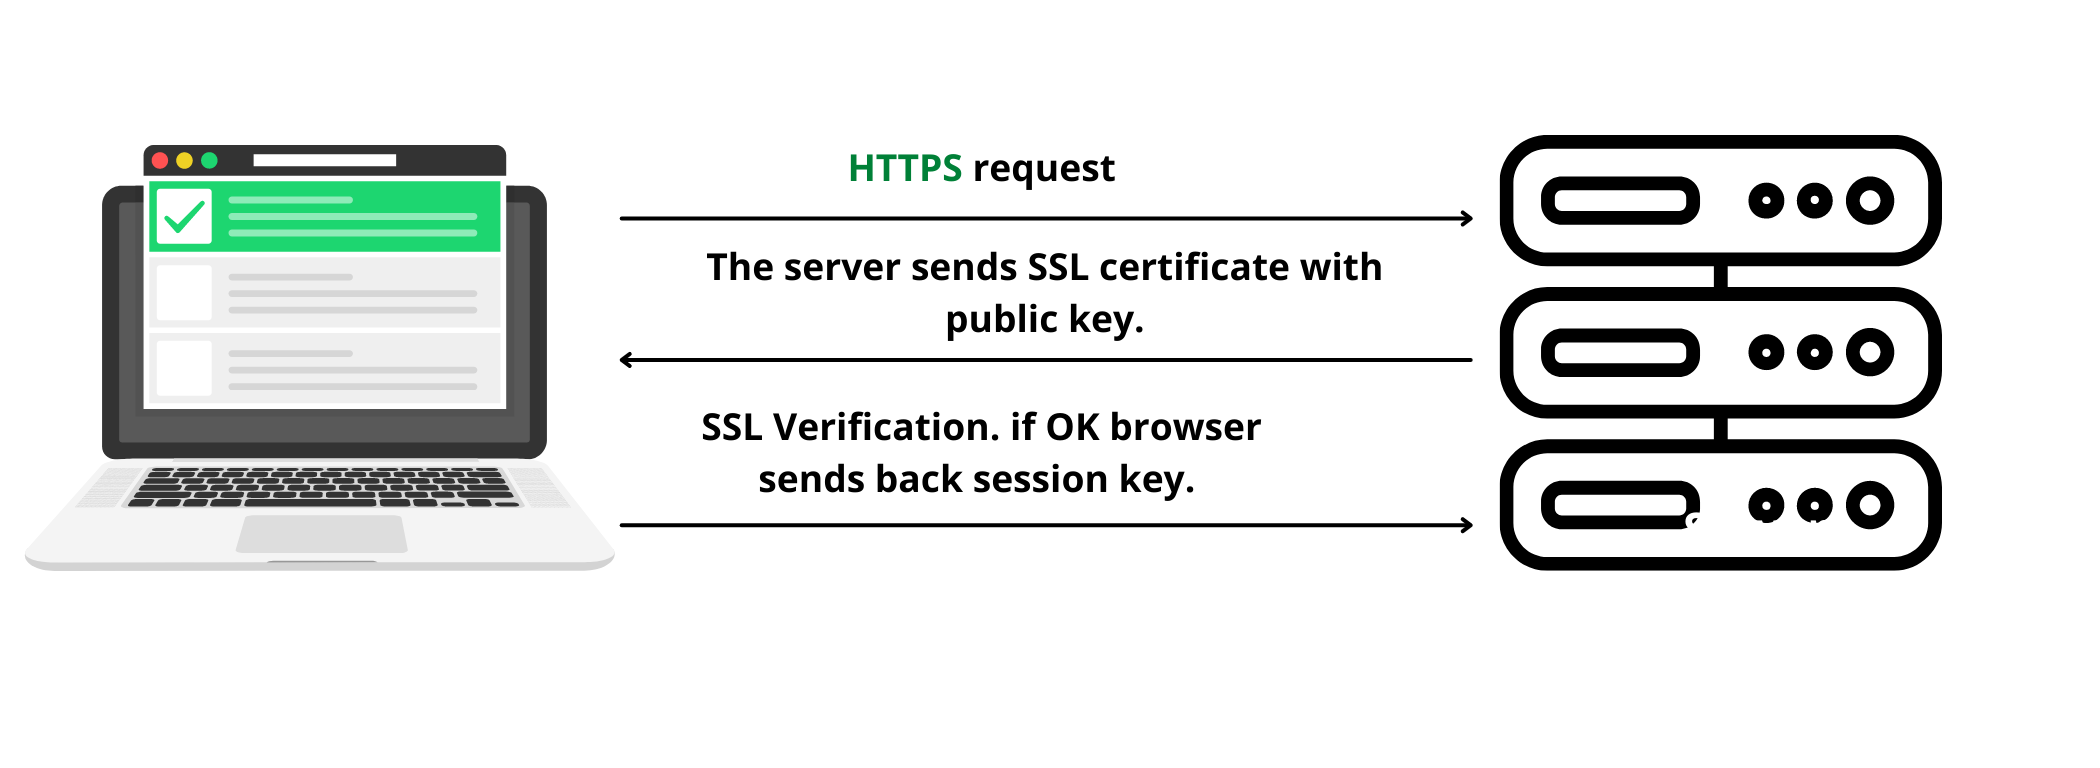 HTTPS request
The server sends SSL certificate with
public key.
SSL Verification. if OK browser
sends back session key.